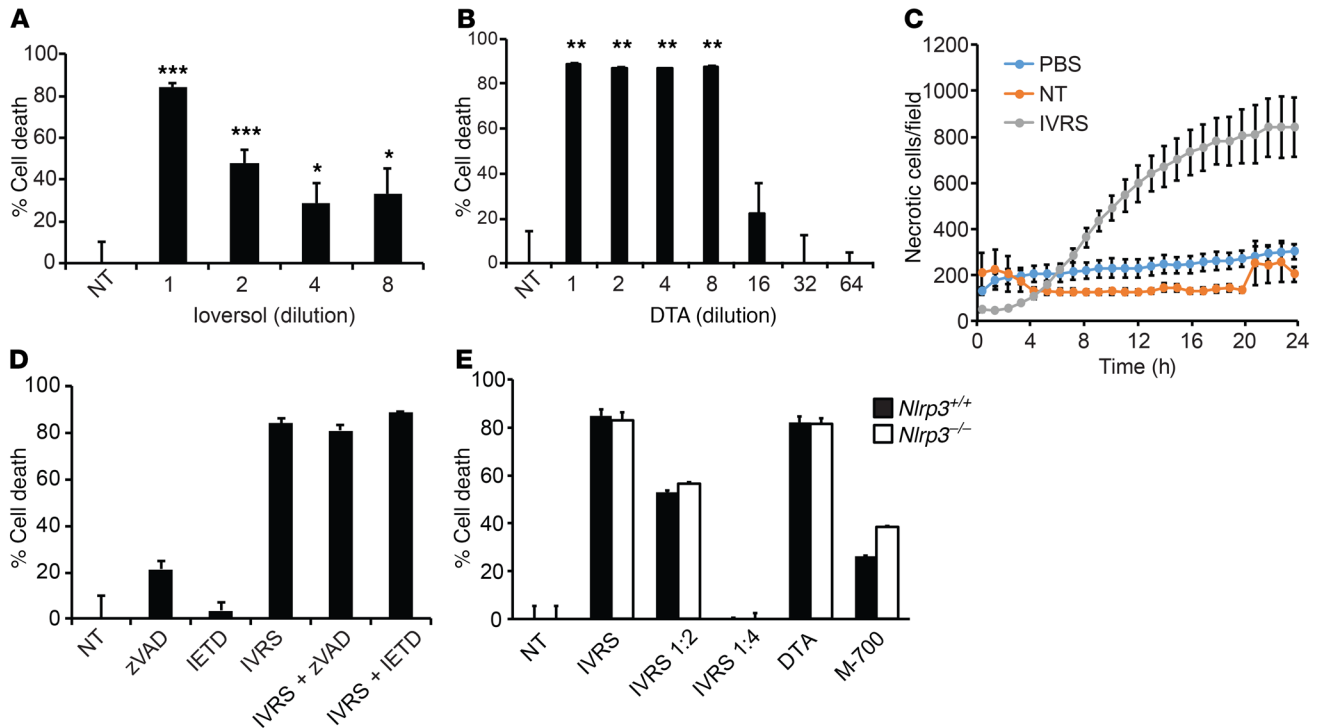 A
% Cell death
100
80
60
40
20
0
***
***
*
*
NT 1 2 4 8
Ioversol (dilution)
B
% Cell death
100
80
60
40
20
0
** ** ** **
NT 1 2 4 8 16 32 64
DTA (dilution)
C
Necrotic cells/field
1200
1000
800
600
400
200
0
PBS
NT
IVRS
0 4 8 12 16 20 24
Time (h)
D
% Cell death
100
80
60
40
20
0
NT
zVAD
IETD
IVRS
IVRS + zVAD
IVRS + IETD
E
% Cell death
100
80
60
40
20
0
Nlrp3+/+
Nlrp3–/–
NT
IVRS
IVRS 1:2
IVRS 1:4
DTA
M-700